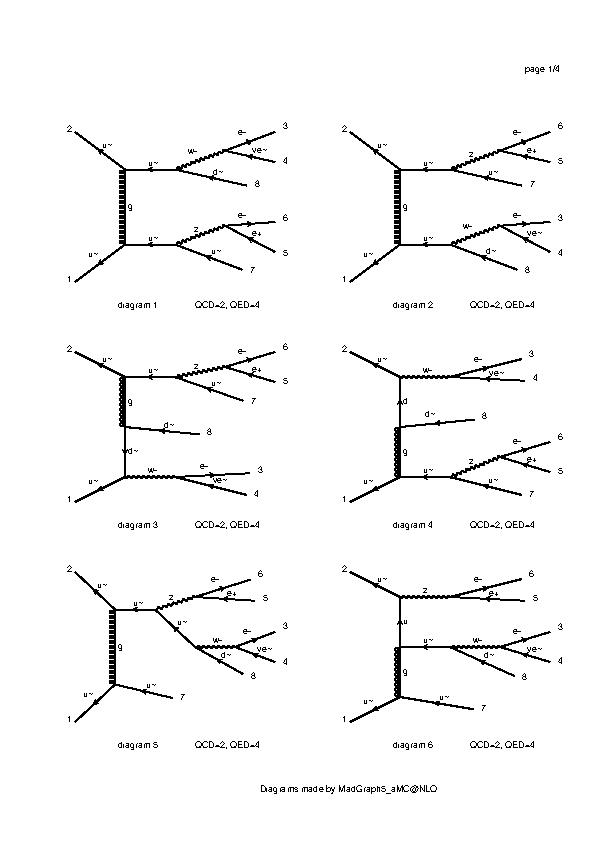 page 1/4
2 u~ w- e- 3
ve~ 4
u~ d~ 8
g
z e- 6
e+ 5
1 u~ u~ u~ 7
diagram 1 QCD=2, QED=4
2 u~ z e- 6
e+ 5
u~ u~ 7
g
w- e- 3
ve~ 4
1 u~ u~ d~ 8
diagram 2 QCD=2, QED=4
2 u~ z e- 6
e+ 5
u~ u~ 7
g
d~ 8
d~
w- e- 3
1 u~ ve~ 4
diagram 3 QCD=2, QED=4
2 u~ w- e- 3
ve~ 4
d
d~ 8
g
z e- 6
e+ 5
1 u~ u~ u~ 7
diagram 4 QCD=2, QED=4
2 u~ z e- 6
e+ 5
u~ u~
w- e- 3
ve~ 4
g
d~ 8
1 u~ u~ 7
diagram 5 QCD=2, QED=4
2 u~ z e- 6
e+ 5
u
u~ w- e- 3
ve~ 4
g d~ 8
1 u~ u~ 7
diagram 6 QCD=2, QED=4
Diagrams made by MadGraph5_aMC@NLO